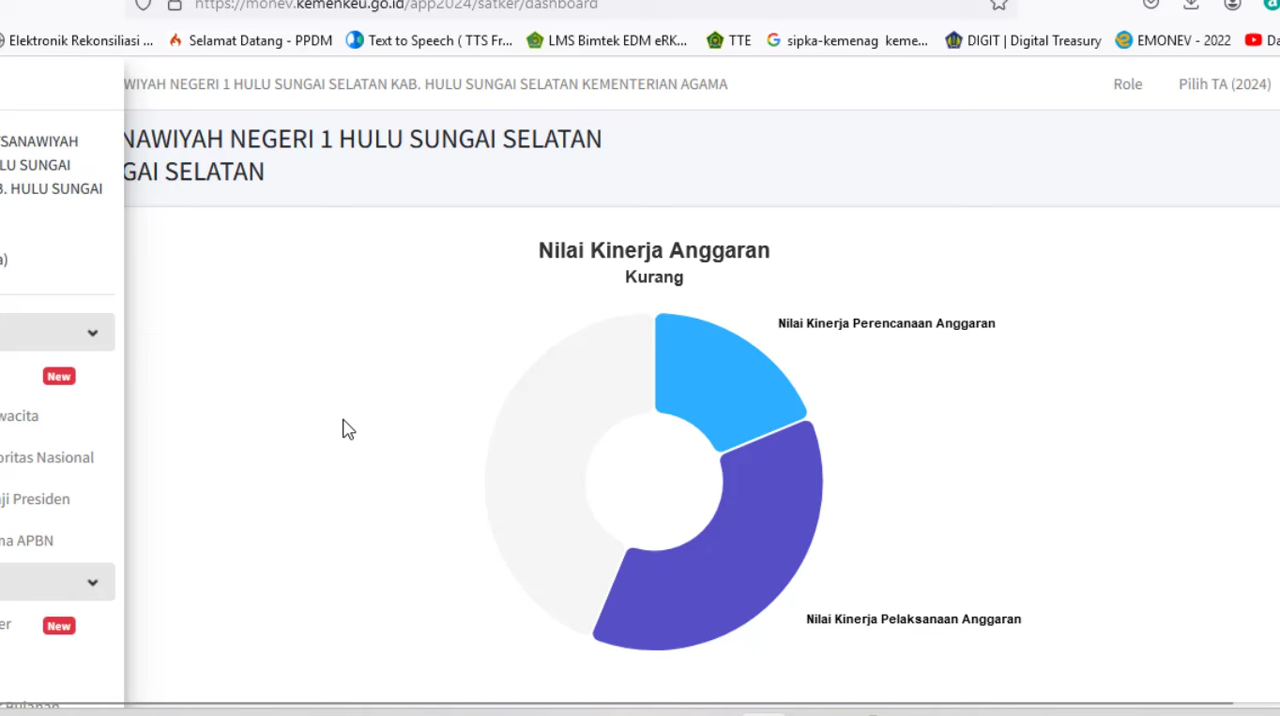 https://monev.kemenkeu.go.id/app2024/satker/dashboard
Elektronik Rekonsiliasi ... Selamat Datang - PPDM Text to Speech ( TTS Fr... LMS Bimtek EDM eRK... TTE sipka-kemenag keme... DIGIT | Digital Treasury EMONEV - 2022 Da
WIYAH NEGERI 1 HULU SUNGAI SELATAN KAB. HULU SUNGAI SELATAN KEMENTERIAN AGAMA Role Pilih TA (2024)
NAWIYAH NEGERI 1 HULU SUNGAI SELATAN
GAI SELATAN
SANAWIYAH
LU SUNGAI
B. HULU SUNGAI
a)
New
wacita
oritas Nasional
ji Presiden
ma APBN
er New
Nilai Kinerja Anggaran
Kurang
Nilai Kinerja Perencanaan Anggaran
Nilai Kinerja Pelaksanaan Anggaran